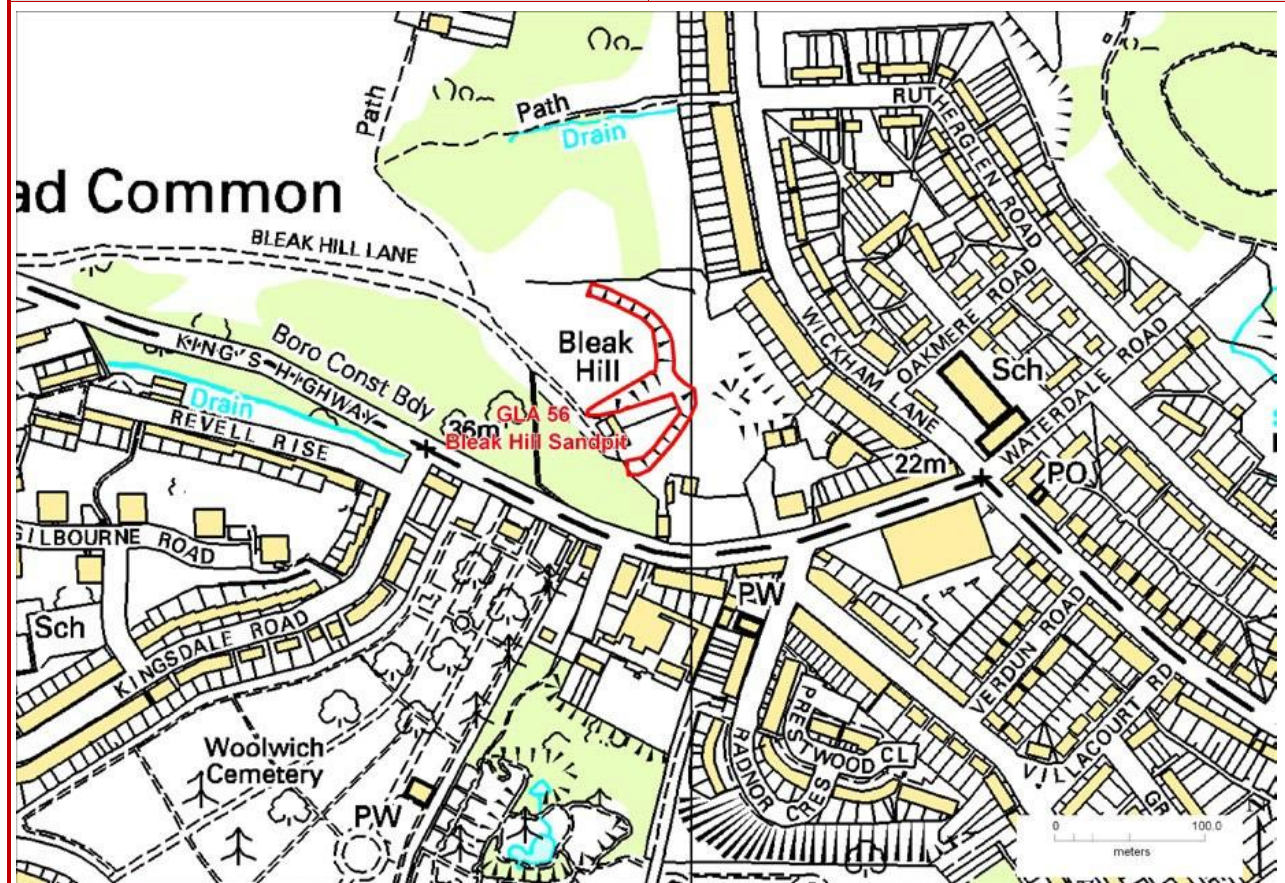 Path
Path
Drain
RUTHERGLEN ROAD
ad Common
BLEAK HILL LANE
Bleak
Hill
WICKHAM LANE
OAKMERE ROAD
Sch
WATERDALE ROAD
KING'S HIGHWAY
Boro Const Bdy
Drain
REVELL RISE
36m
GLA 56
Bleak Hill Sandpit
22m
PO
GILBOURNE ROAD
Sch
KINGSDALE ROAD
PW
VERDUN ROAD
VILLACOURT RD
PRESTWOOD CL
RADNOR CRES
GR
Woolwich
Cemetery
PW
0 100.0
meters